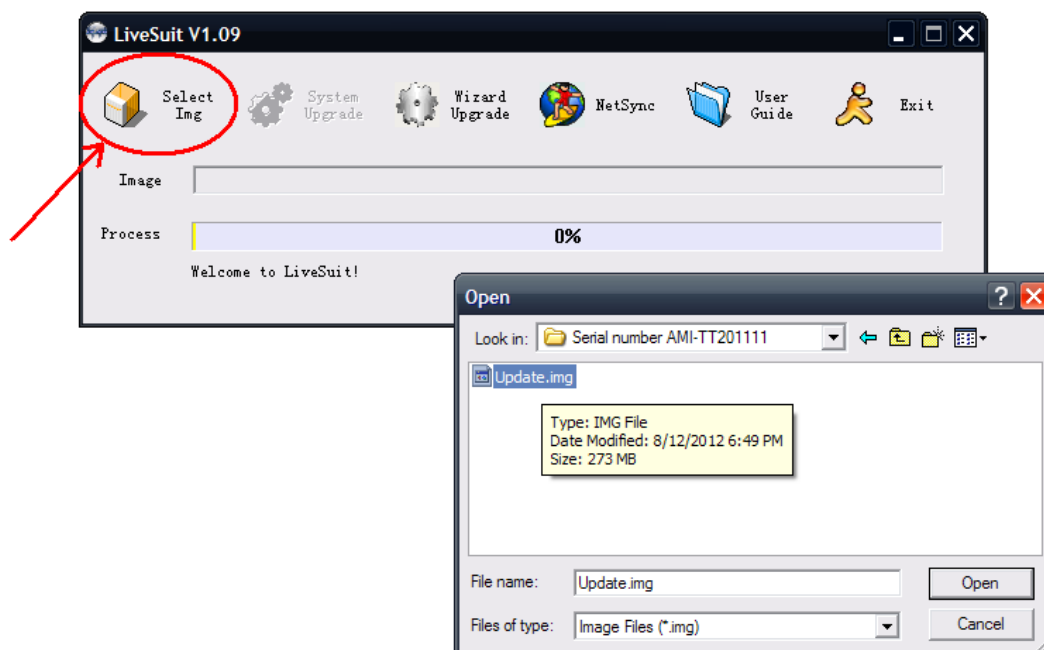 LiveSuit V1.09
Select
Img
System
Upgrade
Wizard
Upgrade
NetSync
User
Guide
Exit
Image
Process
0%
Welcome to LiveSuit!
Open
Look in:
Serial number AMI-TT201111
Update.img
Type: IMG File
Date Modified: 8/12/2012 6:49 PM
Size: 273 MB
File name:
Update.img
Open
Files of type:
Image Files (*.img)
Cancel